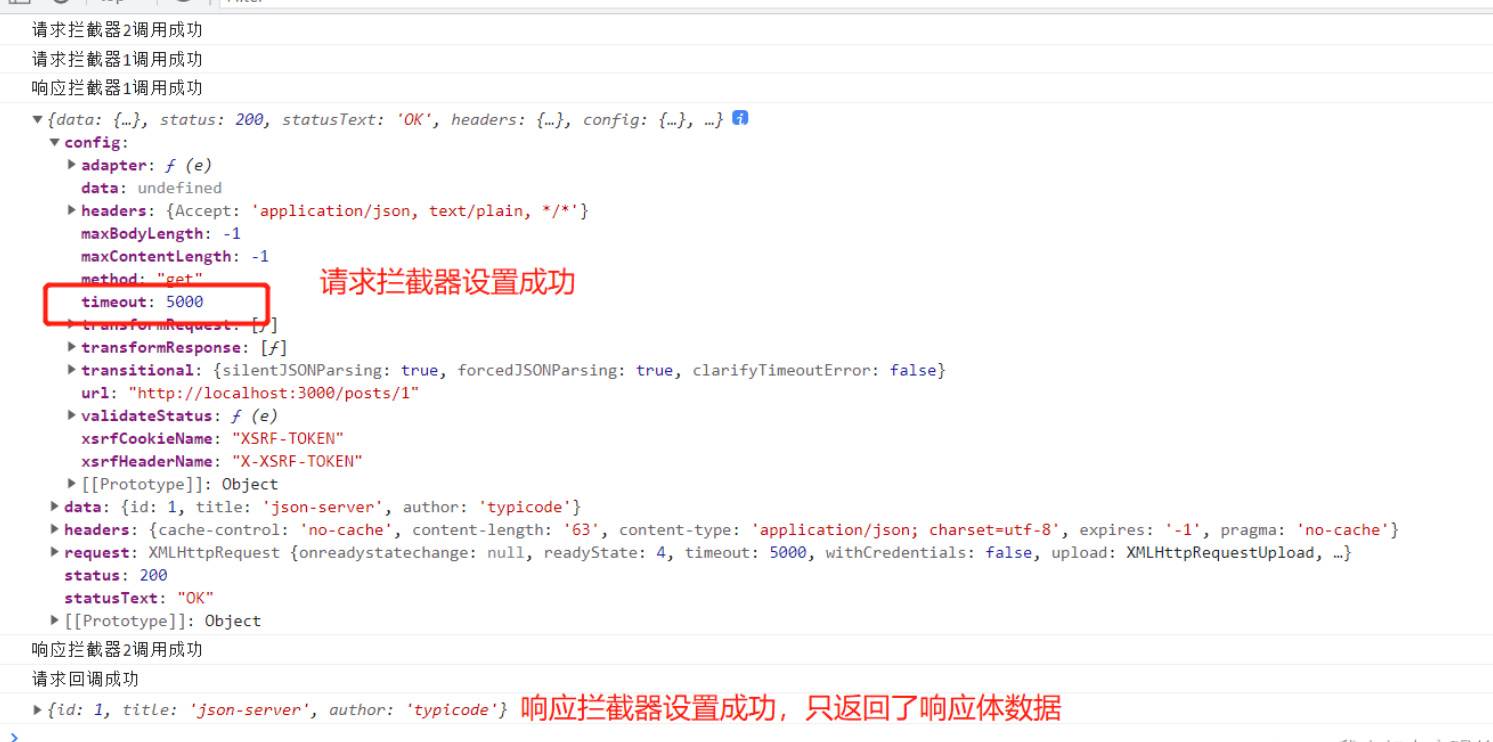 请求拦截器2调用成功
请求拦截器1调用成功
响应拦截器1调用成功
▼{data: {…}, status: 200, statusText: 'OK', headers: {…}, config: {…}, …} i
▼config:
▶adapter: ƒ (e)
data: undefined
▶headers: {Accept: 'application/json, text/plain, */*'}
maxBodyLength: -1
maxContentLength: -1
method: "get"
请求拦截器设置成功
timeout: 5000
▶transformRequest: [ƒ]
▶transformResponse: [ƒ]
▶transitional: {silentJSONParsing: true, forcedJSONParsing: true, clarifyTimeoutError: false}
url: "http://localhost:3000/posts/1"
▶validateStatus: ƒ (e)
xsrfCookieName: "XSRF-TOKEN"
xsrfHeaderName: "X-XSRF-TOKEN"
▶[[Prototype]]: Object
▶data: {id: 1, title: 'json-server', author: 'typicode'}
▶headers: {cache-control: 'no-cache', content-length: '63', content-type: 'application/json; charset=utf-8', expires: '-1', pragma: 'no-cache'}
▶request: XMLHttpRequest {onreadystatechange: null, readyState: 4, timeout: 5000, withCredentials: false, upload: XMLHttpRequestUpload, …}
status: 200
statusText: "OK"
▶[[Prototype]]: Object
响应拦截器2调用成功
请求回调成功
▶{id: 1, title: 'json-server', author: 'typicode'} 响应拦截器设置成功，只返回了响应体数据